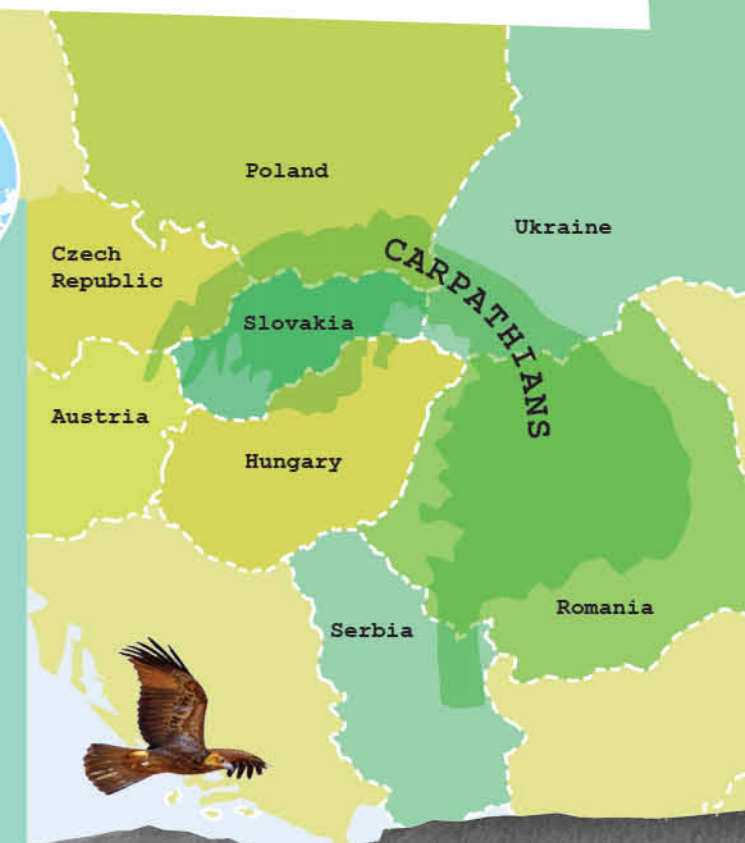 Poland
Ukraine
Czech
Republic
CARPATHIANS
Slovakia
Austria
Hungary
Romania
Serbia